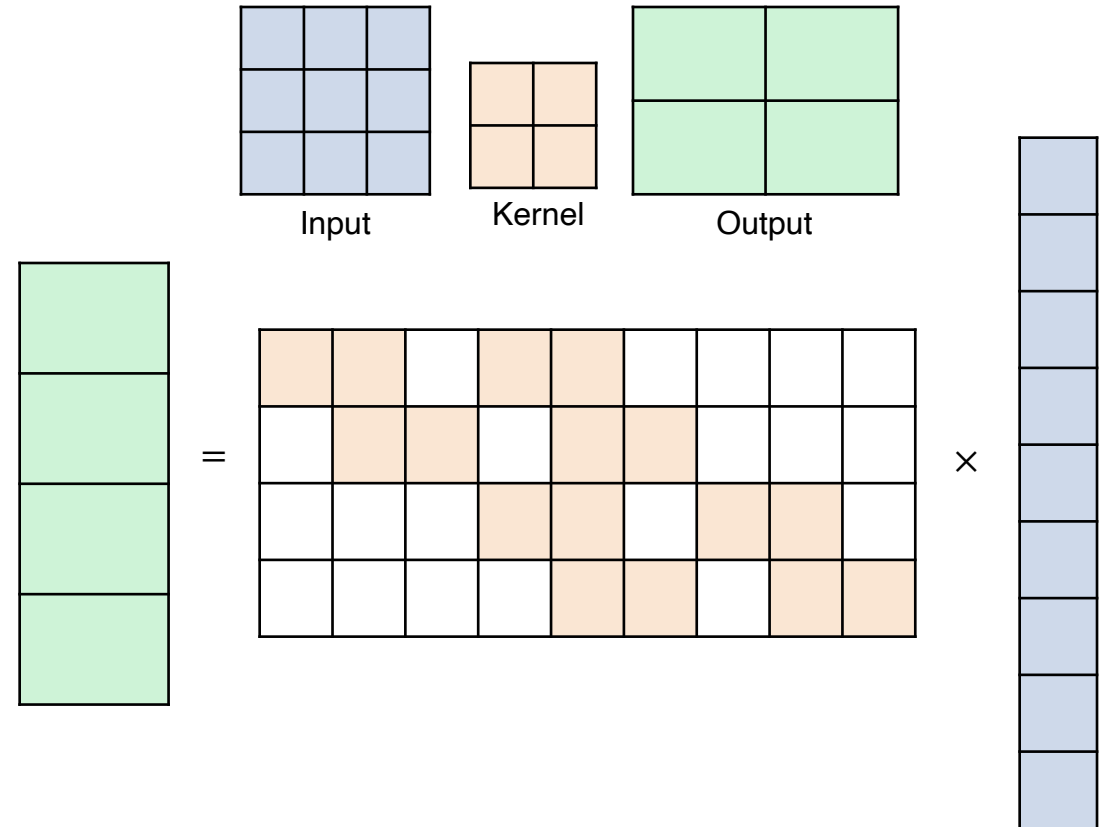 Input
Kernel
Output
=
×